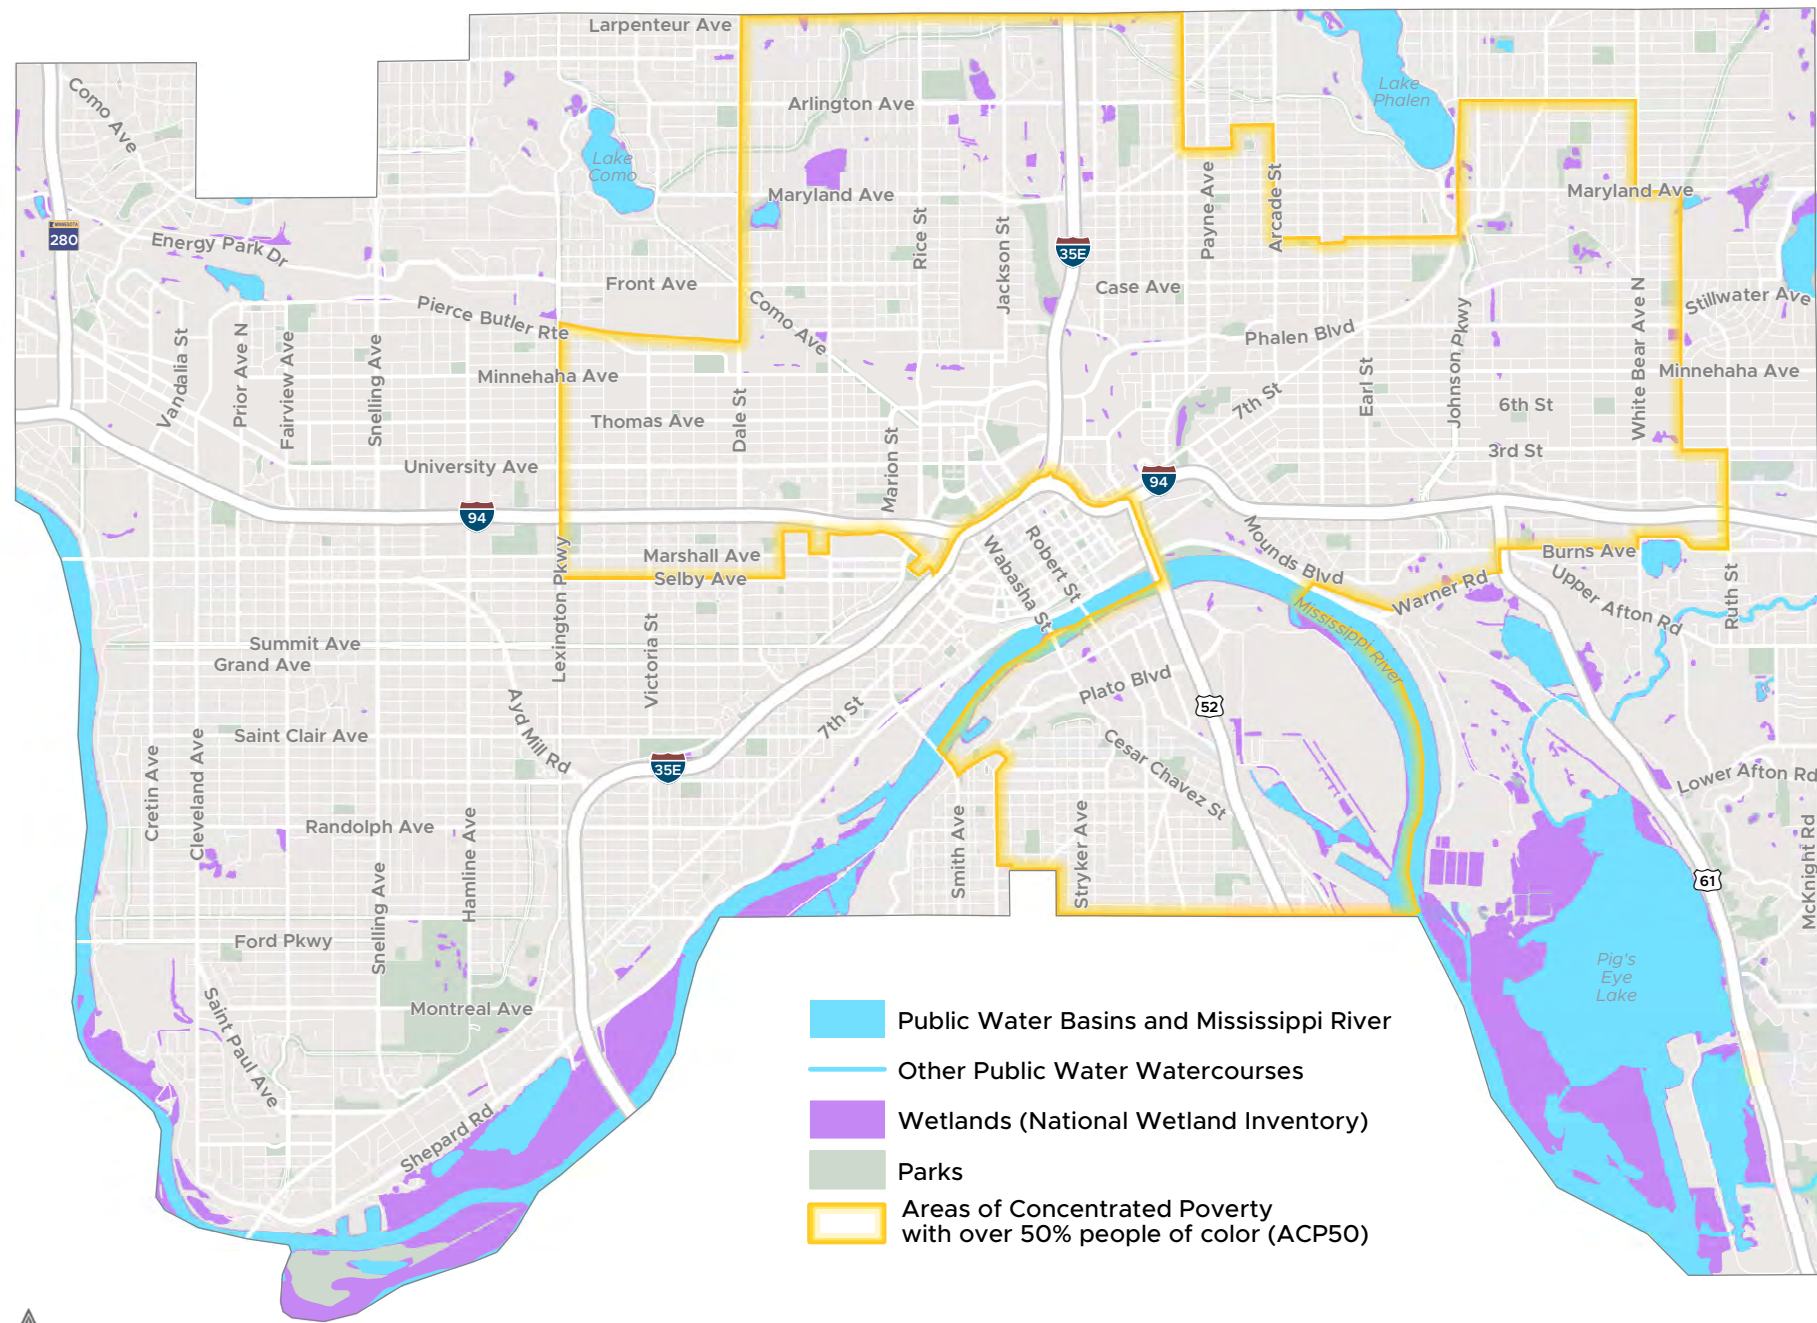 Larpenteur Ave
Como Ave
Arlington Ave
Lake
Phalen
Lake
Como
Maryland Ave
Maryland Ave
Payne Ave
Arcade St
Rice St
Jackson St
MINNESOTA
280
Energy Park Dr
35E
Front Ave
Case Ave
Pierce Butler Rte
Como Ave
Phalen Blvd
Stillwater Ave
White Bear Ave N
Johnson Pkwy
Vandalia St
Prior Ave N
Fairview Ave
Snelling Ave
Minnehaha Ave
Minnehaha Ave
Earl St
7th St
6th St
Thomas Ave
Dale St
Marion St
3rd St
University Ave
94
94
Lexington Pkwy
Marshall Ave
Selby Ave
Wabasha St
Robert St
Mounds Blvd
Burns Ave
Warner Rd
Upper Afton Rd
Ruth St
Mississippi River
Summit Ave
Grand Ave
Victoria St
Plato Blvd
52
Ayd Mill Rd
7th St
Saint Clair Ave
Cesar Chavez St
35E
Lower Afton Rd
Cretin Ave
Cleveland Ave
Randolph Ave
Hamline Ave
Smith Ave
Stryker Ave
61
McKnight Rd
Snelling Ave
Ford Pkwy
Pig's
Eye
Lake
Saint Paul Ave
Montreal Ave
Shepard Rd
Public Water Basins and Mississippi River
Other Public Water Watercourses
Wetlands (National Wetland Inventory)
Parks
Areas of Concentrated Poverty
with over 50% people of color (ACP50)